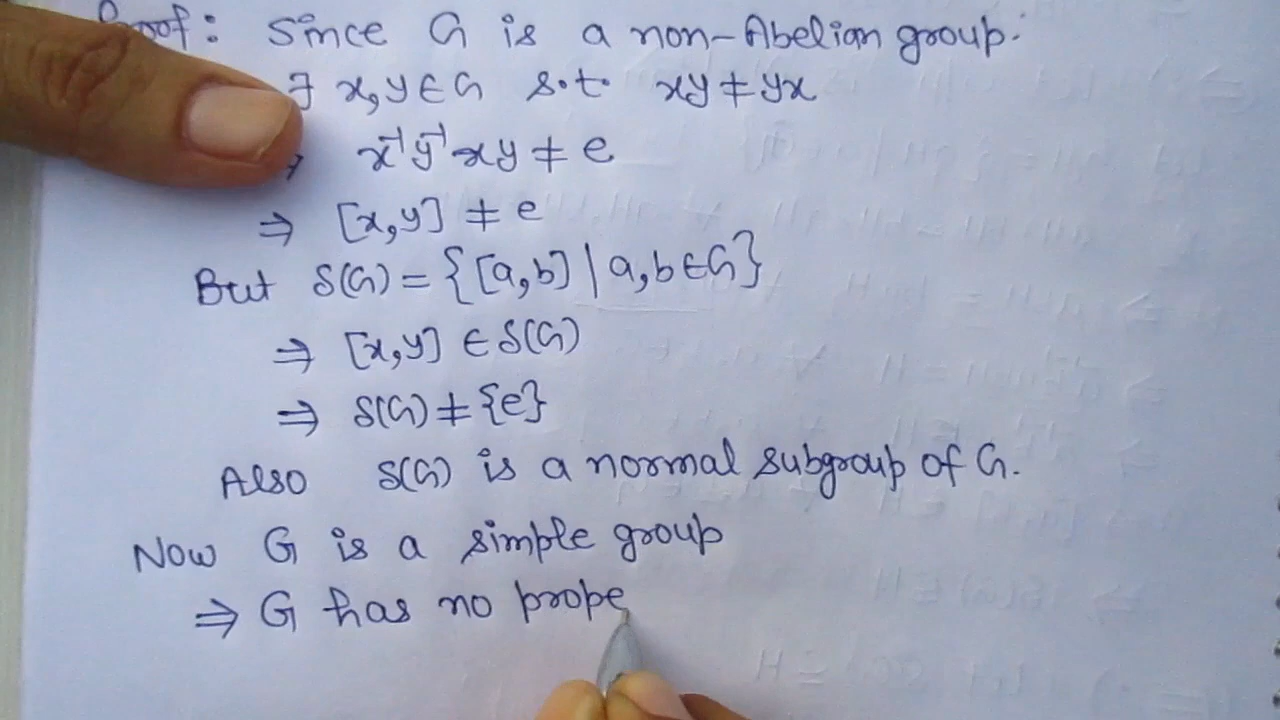 Proof: Since G is a non-Abelian group.
∃ x,y∈G s.t. xy≠yx
⇒ x⁻¹y⁻¹xy≠e
⇒ [x,y] ≠ e
But δ(G)={[a,b] | a,b∈G}
⇒ [x,y] ∈ δ(G)
⇒ δ(G)≠{e}
Also δ(G) is a normal subgroup of G.
Now G is a simple group
⇒ G has no prope